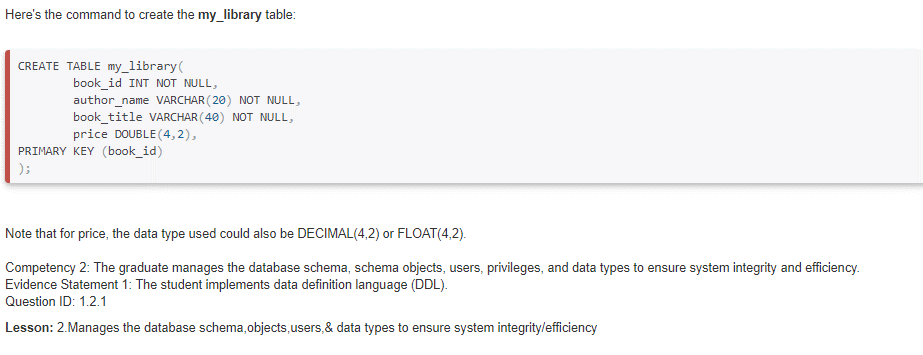 Here's the command to create the my_library table:
CREATE TABLE my_library(
book_id INT NOT NULL,
author_name VARCHAR(20) NOT NULL,
book_title VARCHAR(40) NOT NULL,
price DOUBLE(4,2),
PRIMARY KEY (book_id)
);
Note that for price, the data type used could also be DECIMAL(4,2) or FLOAT(4,2).
Competency 2: The graduate manages the database schema, schema objects, users, privileges, and data types to ensure system integrity and efficiency.
Evidence Statement 1: The student implements data definition language (DDL).
Question ID: 1.2.1
Lesson: 2.Manages the database schema,objects,users,& data types to ensure system integrity/efficiency